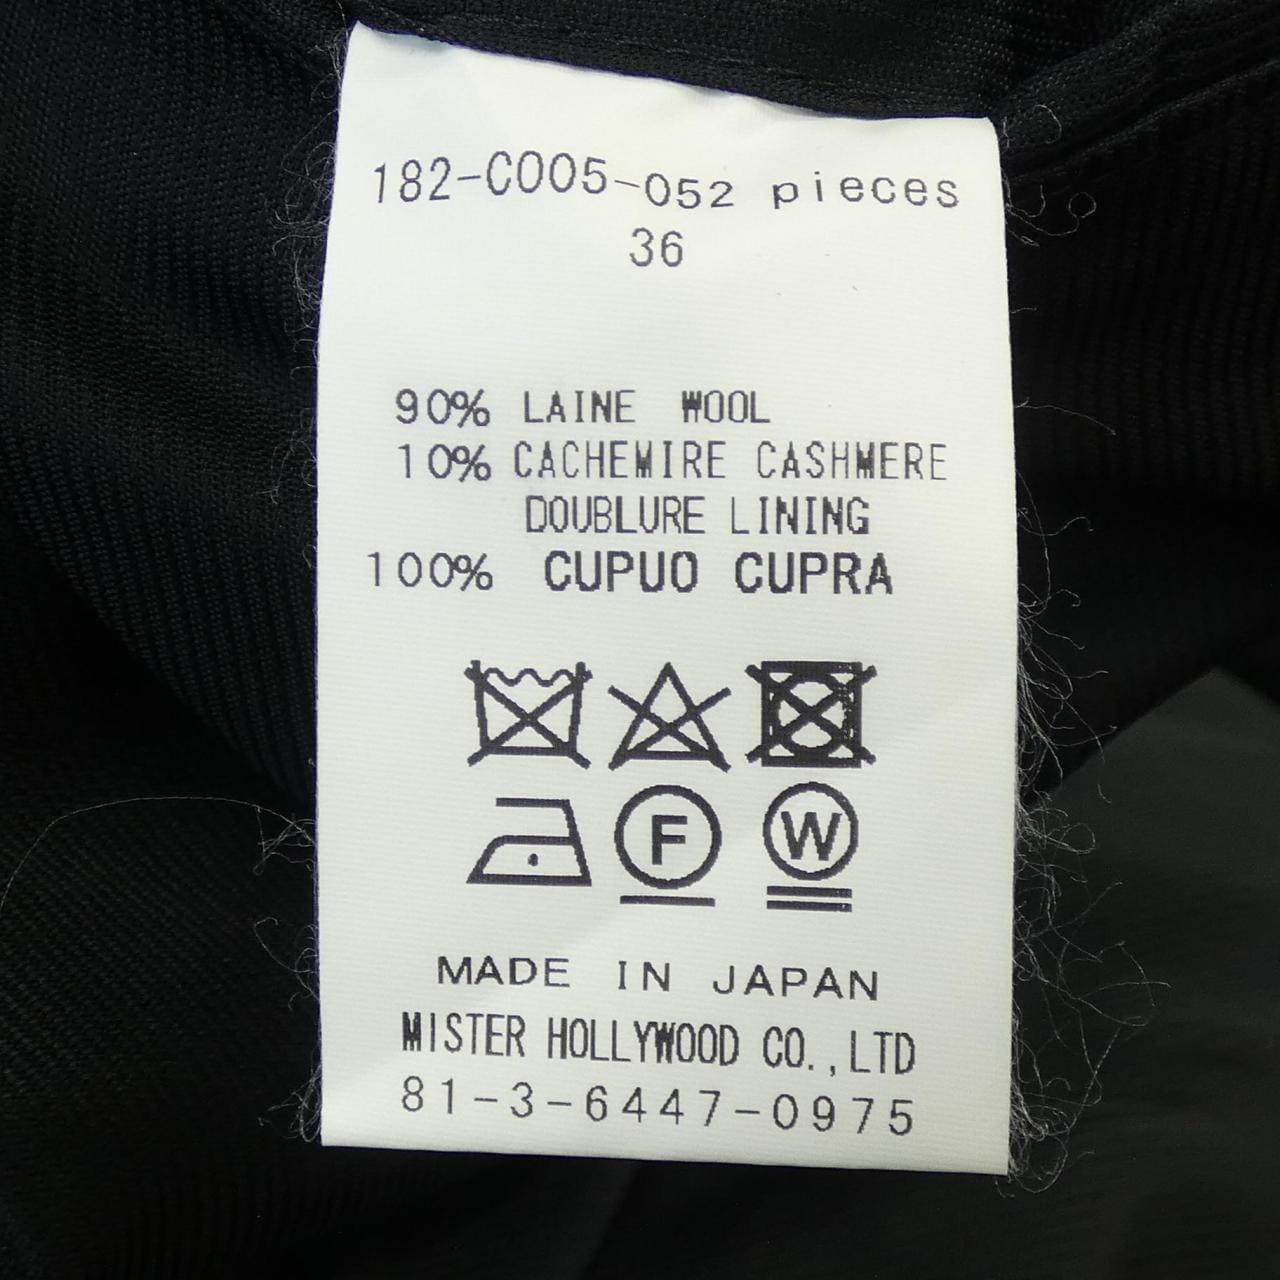 182-C005-052 pieces
36
90% LAINE WOOL
10% CACHEMIRE CASHMERE
DOUBLURE LINING
100% CUPUO CUPRA
F W
MADE IN JAPAN
MISTER HOLLYWOOD CO.,LTD
81-3-6447-0975